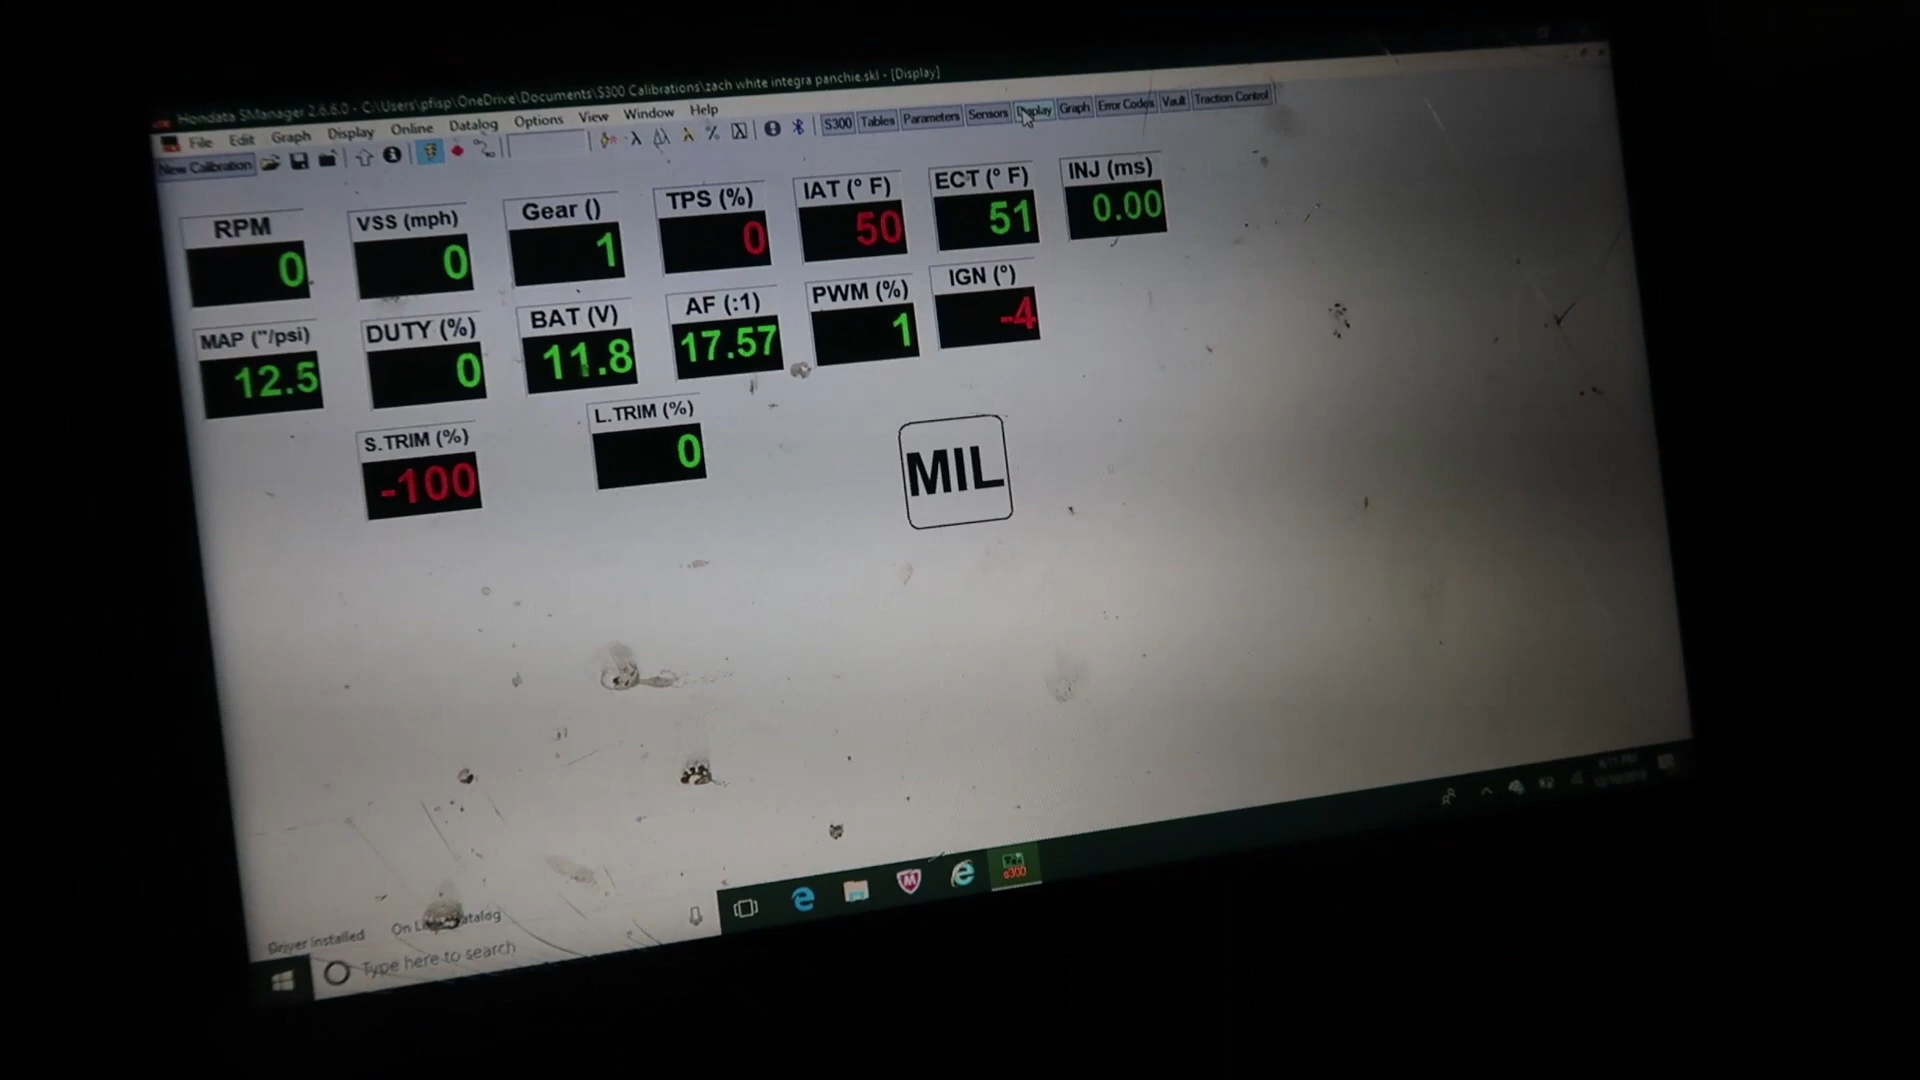 Hondata SManager 2.6.6.0 - C:\Users\pfisp\OneDrive\Documents\S300 Calibrations\zach white integra panchie.skl - [Display]
File Edit Graph Display Online Datalog Options View Window Help
New Calibration S300 Tables Parameters Sensors Display Graph Error Codes Vault Traction Control
RPM VSS (mph) Gear () TPS (%) IAT (° F) ECT (° F) INJ (ms)
0 0 1 0 50 51 0.00
MAP ("/psi) DUTY (%) BAT (V) AF (:1) PWM (%) IGN (°)
12.5 0 11.8 17.57 1 -4
S.TRIM (%) L.TRIM (%)
-100 0
MIL
Driver Installed On Datalog
Type here to search
s300